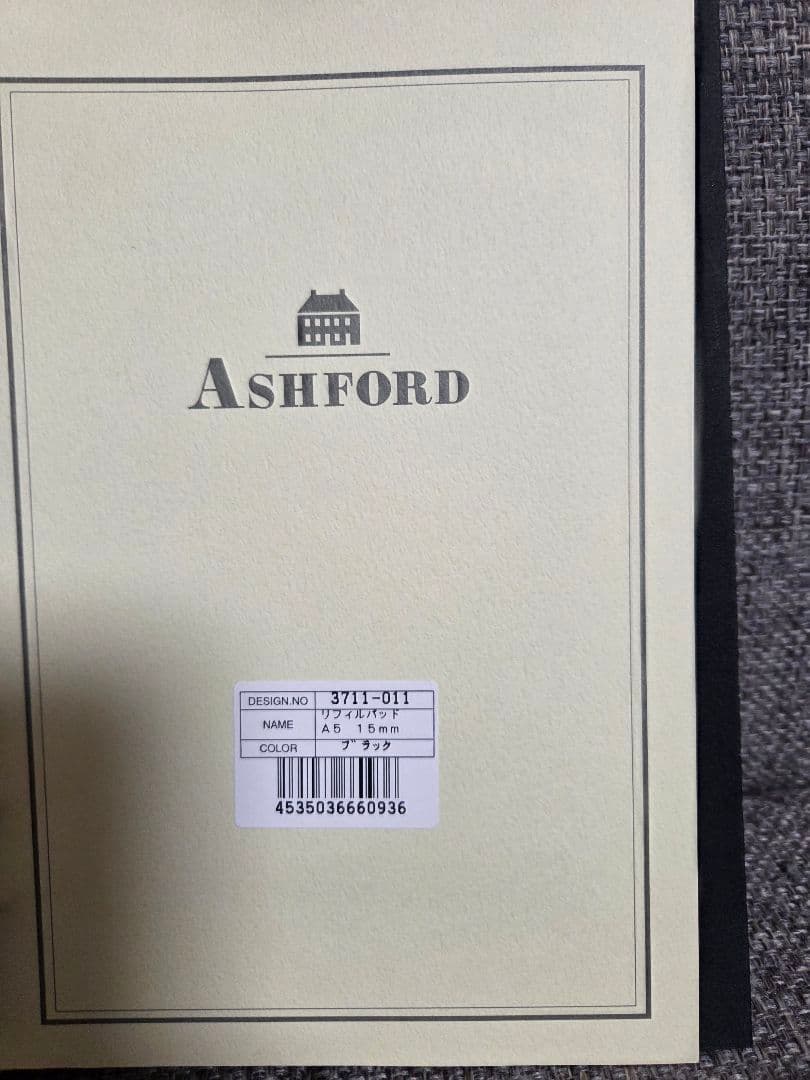 ASHFORD
DESIGN.NO 3711-011
NAME リフィルパッド
A5 15mm
COLOR ブラック
4535036660936